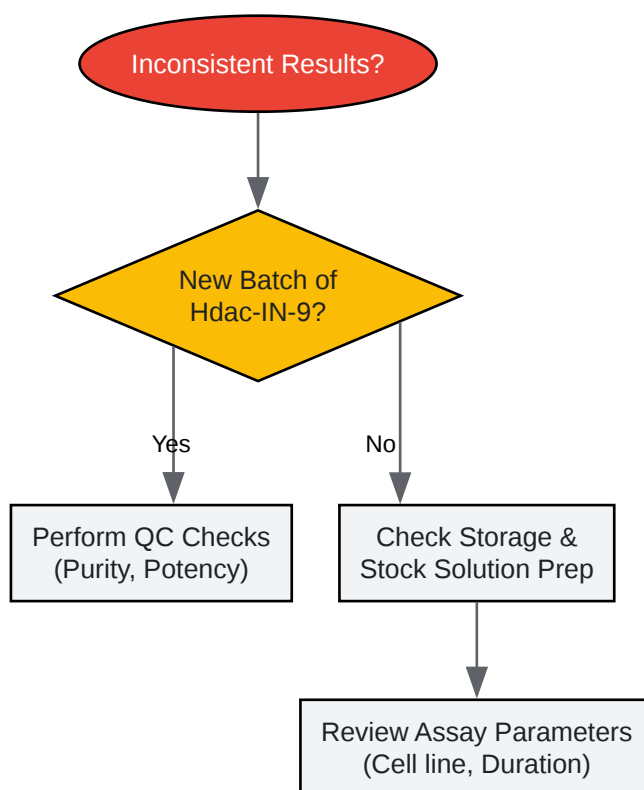 Inconsistent Results?
New Batch of
Hdac-IN-9?
Yes
No
Perform QC Checks
(Purity, Potency)
Check Storage &
Stock Solution Prep
Review Assay Parameters
(Cell line, Duration)